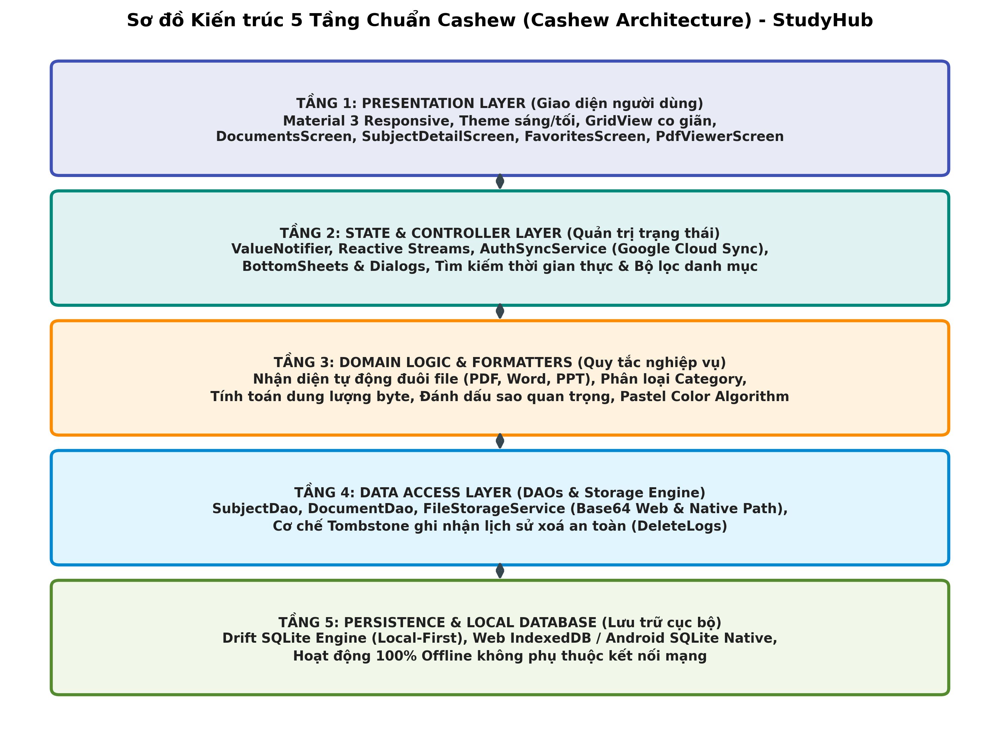 Sơ đồ Kiến trúc 5 Tầng Chuẩn Cashew (Cashew Architecture) - StudyHub
TẦNG 1: PRESENTATION LAYER (Giao diện người dùng)
Material 3 Responsive, Theme sáng/tối, GridView co giãn,
DocumentsScreen, SubjectDetailScreen, FavoritesScreen, PdfViewerScreen
TẦNG 2: STATE & CONTROLLER LAYER (Quản trị trạng thái)
ValueNotifier, Reactive Streams, AuthSyncService (Google Cloud Sync),
BottomSheets & Dialogs, Tìm kiếm thời gian thực & Bộ lọc danh mục
TẦNG 3: DOMAIN LOGIC & FORMATTERS (Quy tắc nghiệp vụ)
Nhận diện tự động đuôi file (PDF, Word, PPT), Phân loại Category,
Tính toán dung lượng byte, Đánh dấu sao quan trọng, Pastel Color Algorithm
TẦNG 4: DATA ACCESS LAYER (DAOs & Storage Engine)
SubjectDao, DocumentDao, FileStorageService (Base64 Web & Native Path),
Cơ chế Tombstone ghi nhận lịch sử xoá an toàn (DeleteLogs)
TẦNG 5: PERSISTENCE & LOCAL DATABASE (Lưu trữ cục bộ)
Drift SQLite Engine (Local-First), Web IndexedDB / Android SQLite Native,
Hoạt động 100% Offline không phụ thuộc kết nối mạng